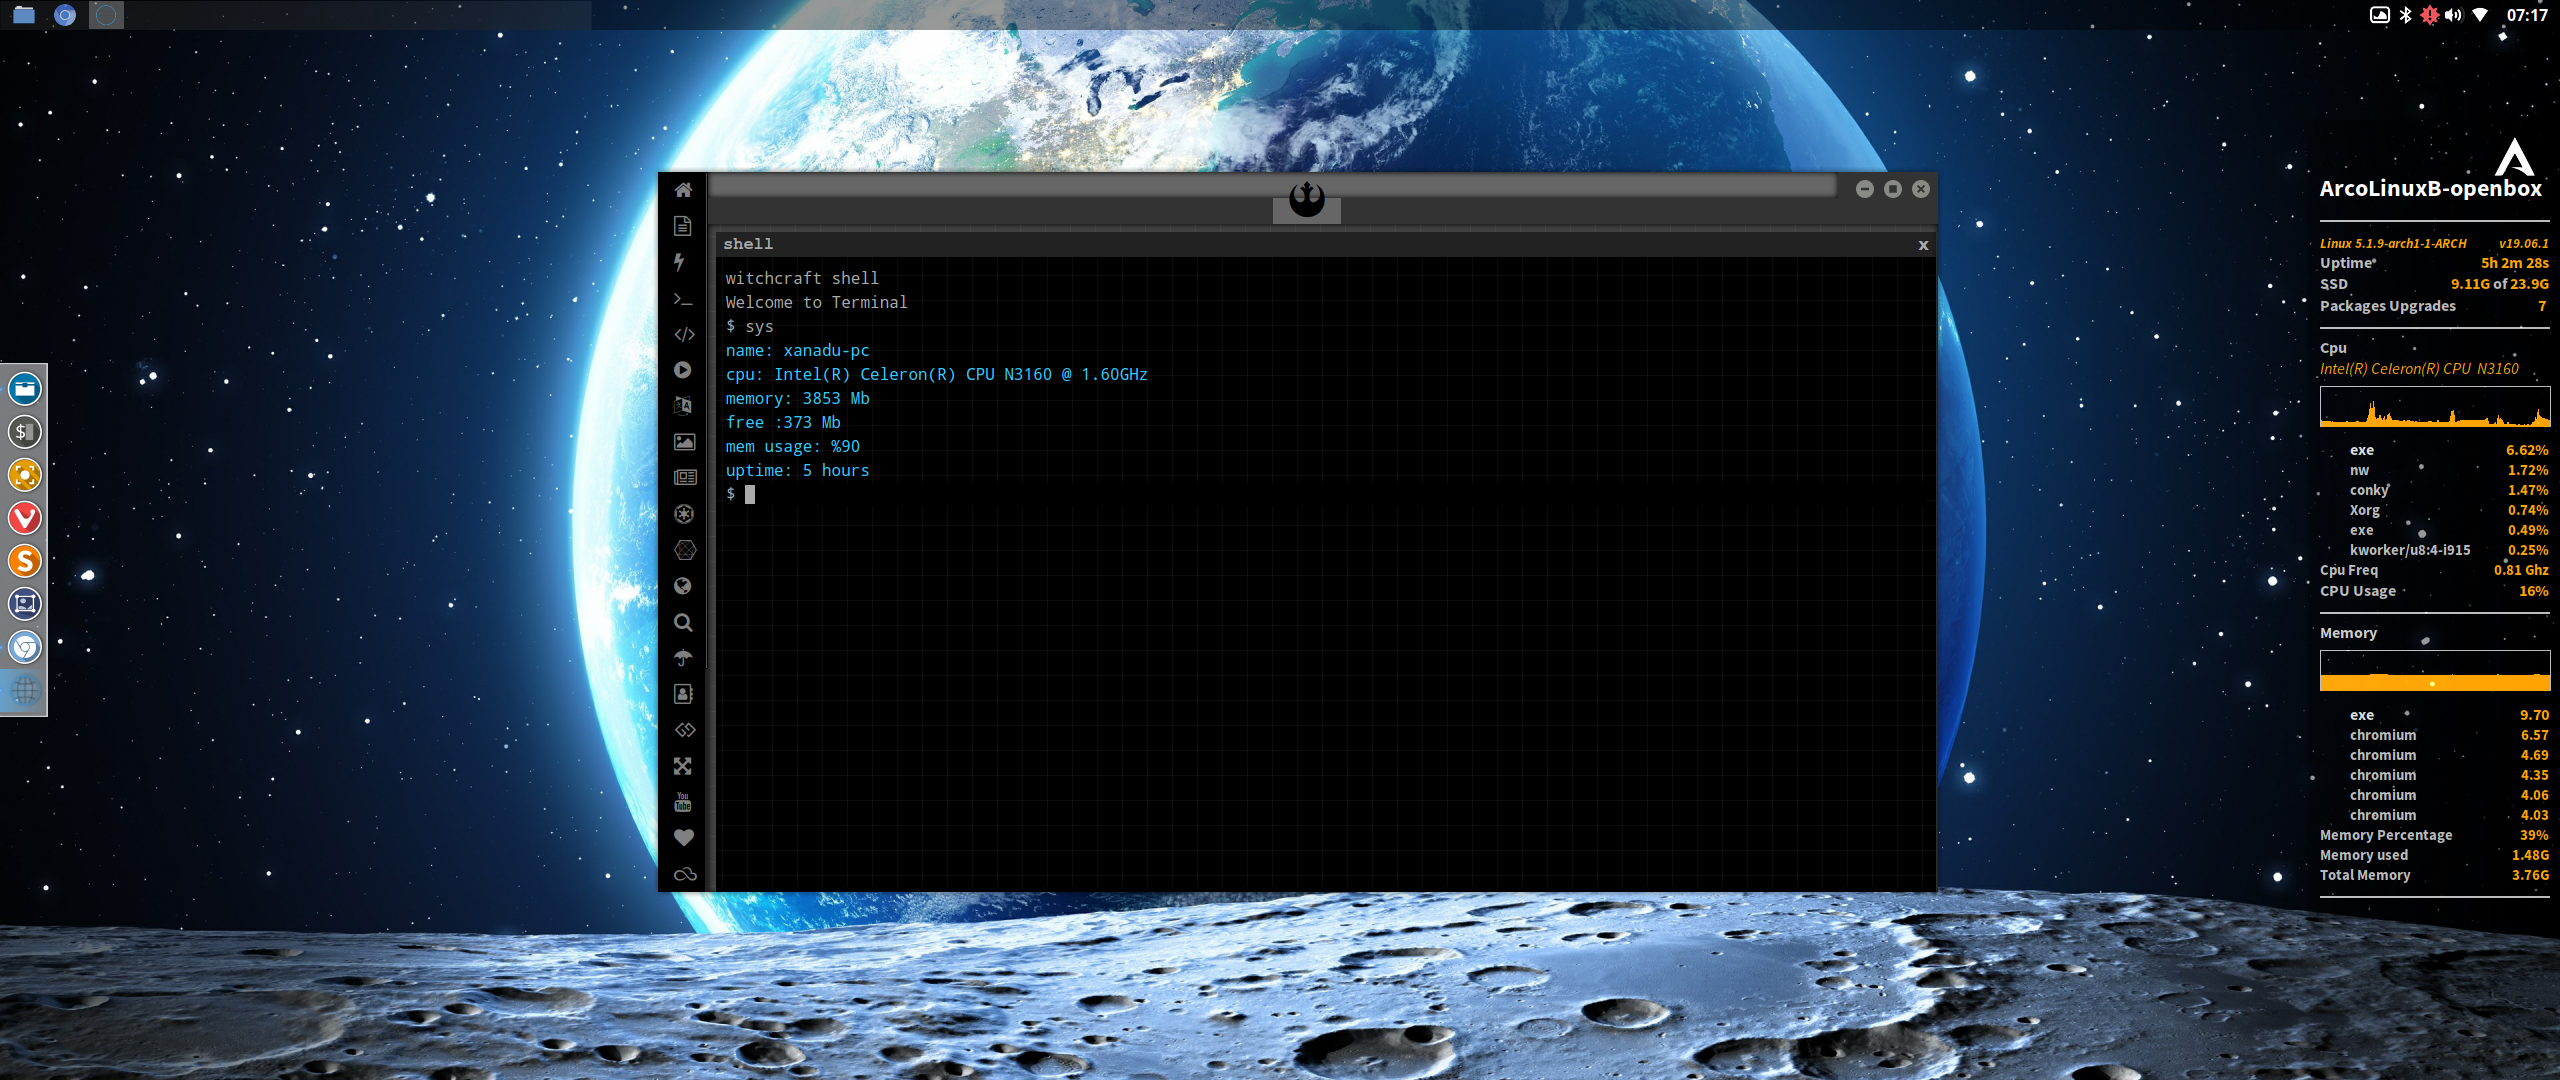 07:17
shell x
witchcraft shell
Welcome to Terminal
$ sys
name: xanadu-pc
cpu: Intel(R) Celeron(R) CPU N3160 @ 1.60GHz
memory: 3853 Mb
free :373 Mb
mem usage: %90
uptime: 5 hours
$
You
Tube
$
S
ArcoLinuxB-openbox
Linux 5.1.9-arch1-1-ARCH v19.06.1
Uptime 5h 2m 28s
SSD 9.11G of 23.9G
Packages Upgrades 7
Cpu
Intel(R) Celeron(R) CPU N3160
exe 6.62%
nw 1.72%
conky 1.47%
Xorg 0.74%
exe 0.49%
kworker/u8:4-i915 0.25%
Cpu Freq 0.81 Ghz
CPU Usage 16%
Memory
exe 9.70
chromium 6.57
chromium 4.69
chromium 4.35
chromium 4.06
chromium 4.03
Memory Percentage 39%
Memory used 1.48G
Total Memory 3.76G